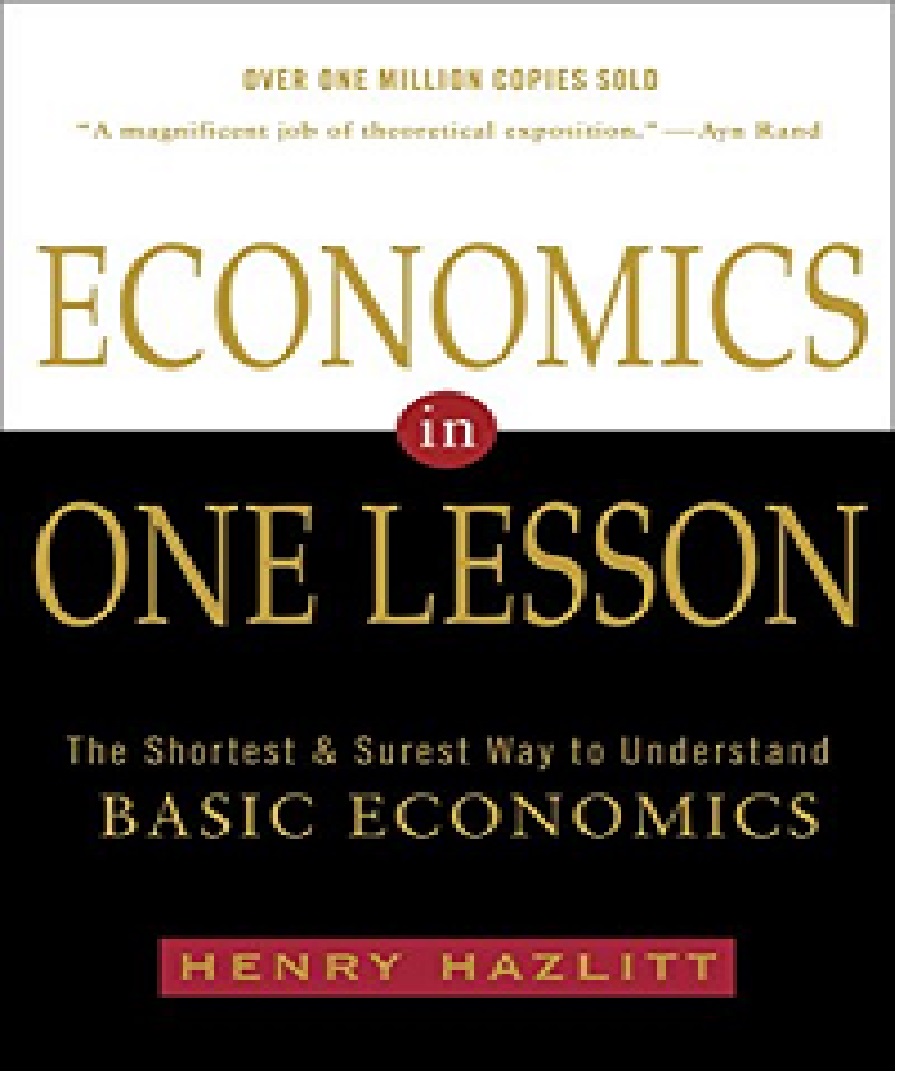 OVER ONE MILLION COPIES SOLD
"A magnificent job of theoretical exposition."—Ayn Rand
ECONOMICS
in
ONE LESSON
The Shortest & Surest Way to Understand
BASIC ECONOMICS
HENRY HAZLITT